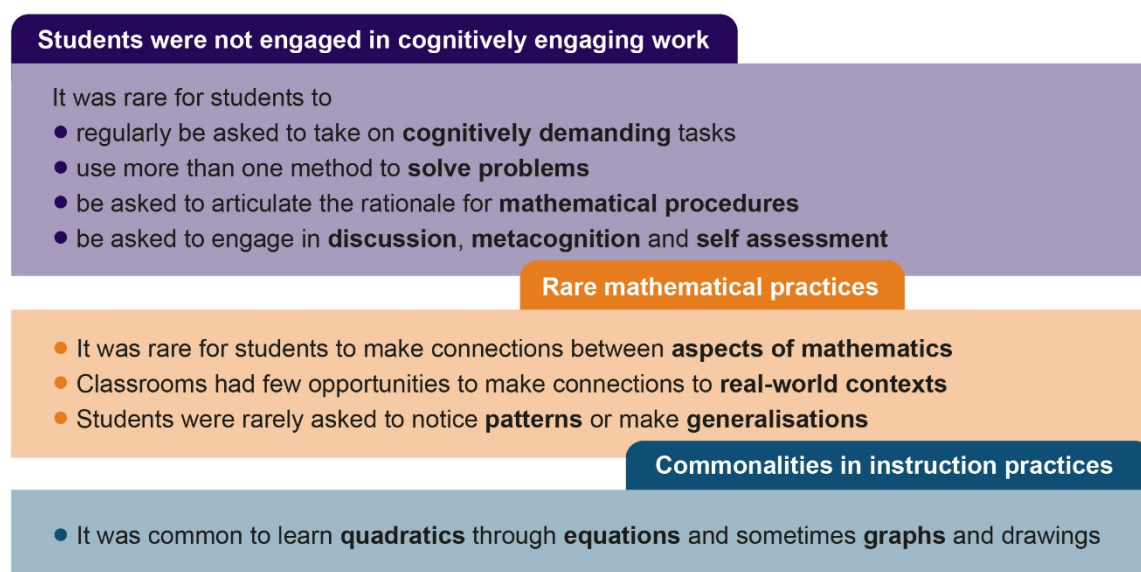 Students were not engaged in cognitively engaging work
It was rare for students to
• regularly be asked to take on cognitively demanding tasks
• use more than one method to solve problems
• be asked to articulate the rationale for mathematical procedures
• be asked to engage in discussion, metacognition and self assessment
Rare mathematical practices
• It was rare for students to make connections between aspects of mathematics
• Classrooms had few opportunities to make connections to real-world contexts
• Students were rarely asked to notice patterns or make generalisations
Commonalities in instruction practices
• It was common to learn quadratics through equations and sometimes graphs and drawings